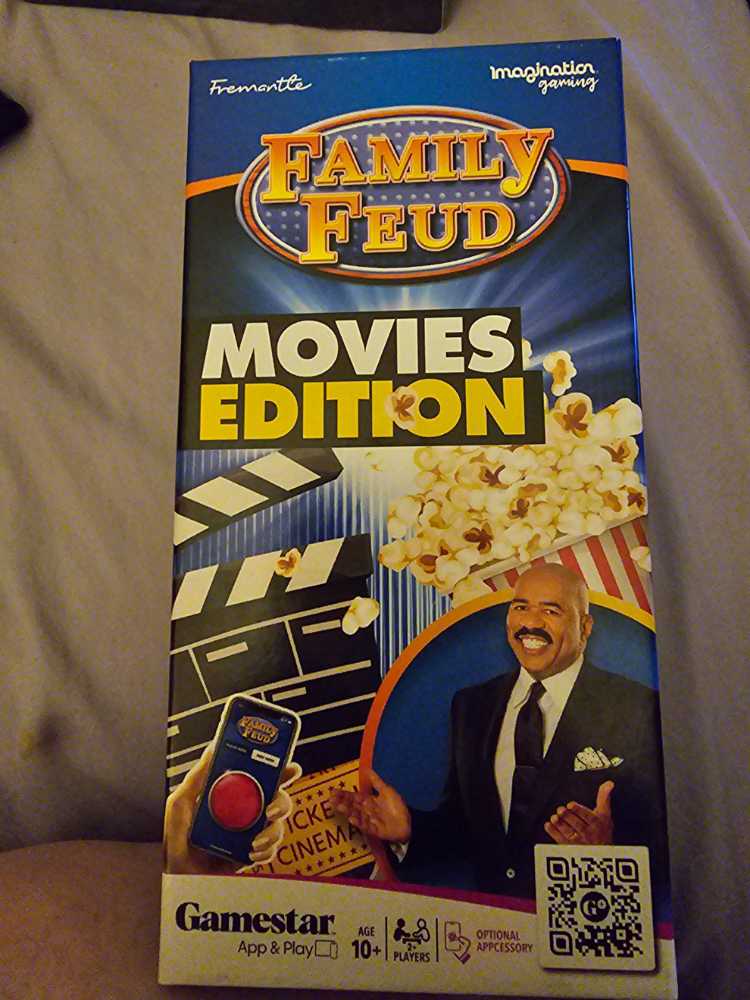 Fremantle
Imagination
gaming
FAMILY
FEUD
MOVIES
EDITION
FAMILY
FEUD
TICKET
CINEMA
Gamestar
App & Play
AGE
10+
2+
PLAYERS
OPTIONAL
APPCESSORY